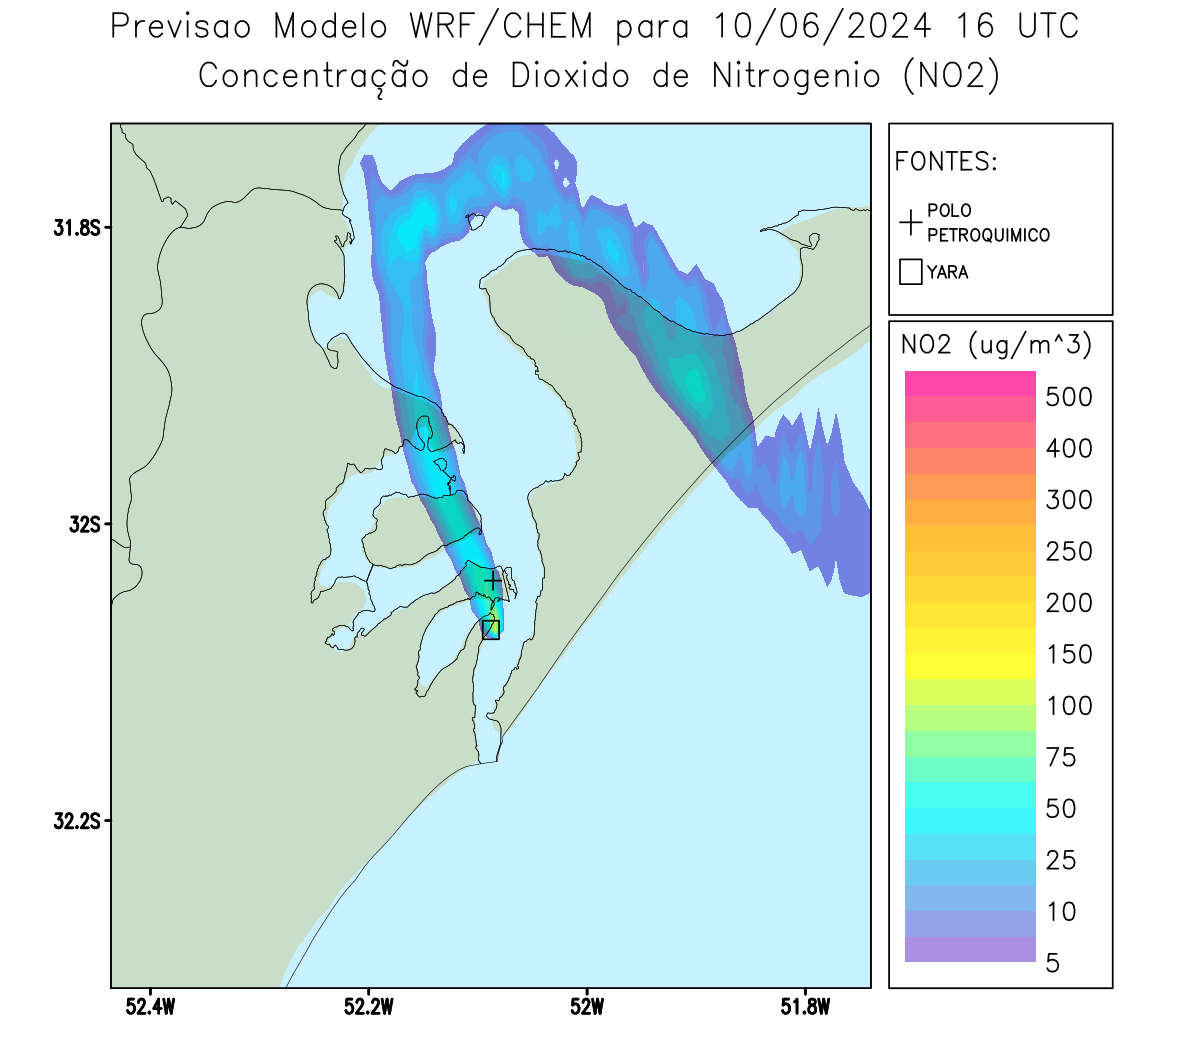 Previsao Modelo WRF/CHEM para 10/06/2024 16 UTC
Concentração de Dioxido de Nitrogenio (NO2)
FONTES:
POLO
PETROQUIMICO
YARA
NO2 (ug/m^3)
500
400
300
250
200
150
100
75
50
25
10
5
31.8S
32S
32.2S
52.4W
52.2W
52W
51.8W